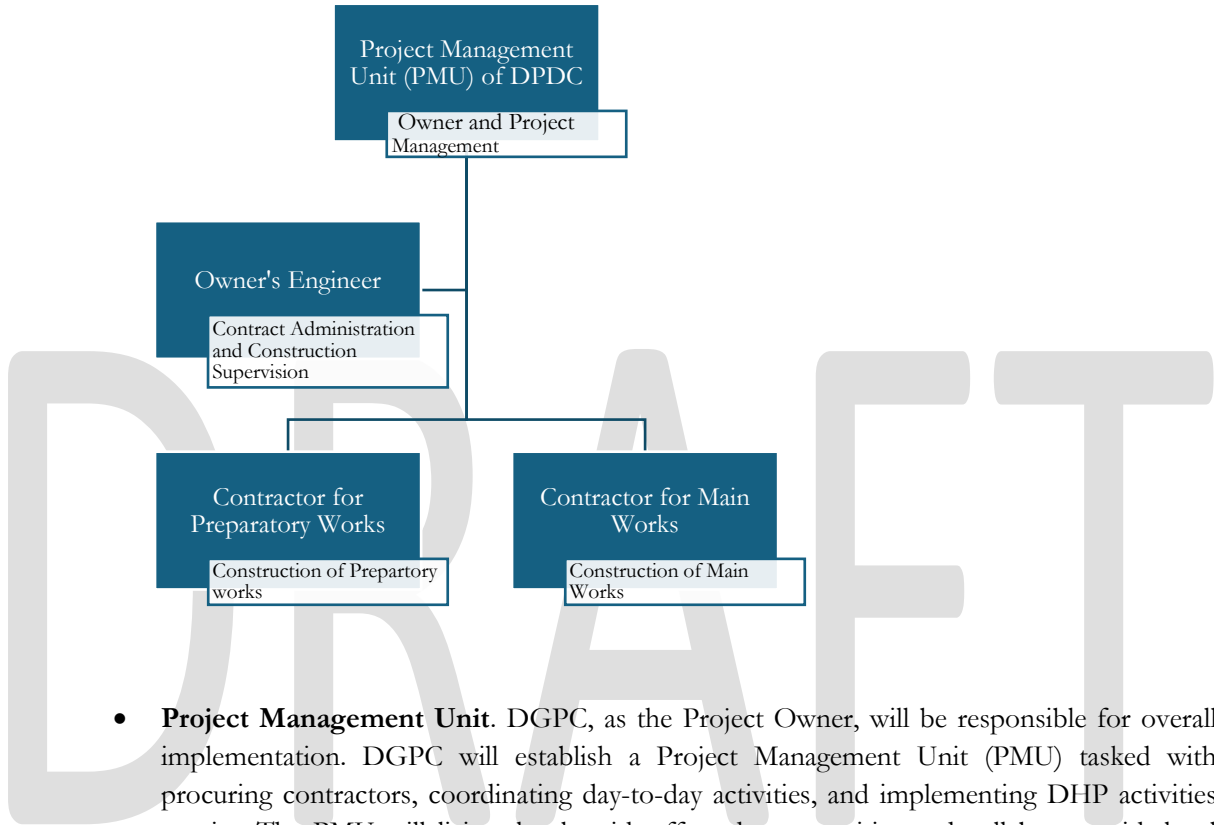 Project Management
Unit (PMU) of DPDC
Owner and Project
Management
Owner's Engineer
Contract Administration
and Construction
Supervision
Contractor for
Preparatory Works
Construction of Prepartory
works
Contractor for Main
Works
Construction of Main
Works
DRAFT
• Project Management Unit. DGPC, as the Project Owner, will be responsible for overall
implementation. DGPC will establish a Project Management Unit (PMU) tasked with
procuring contractors, coordinating day-to-day activities, and implementing DHP activities